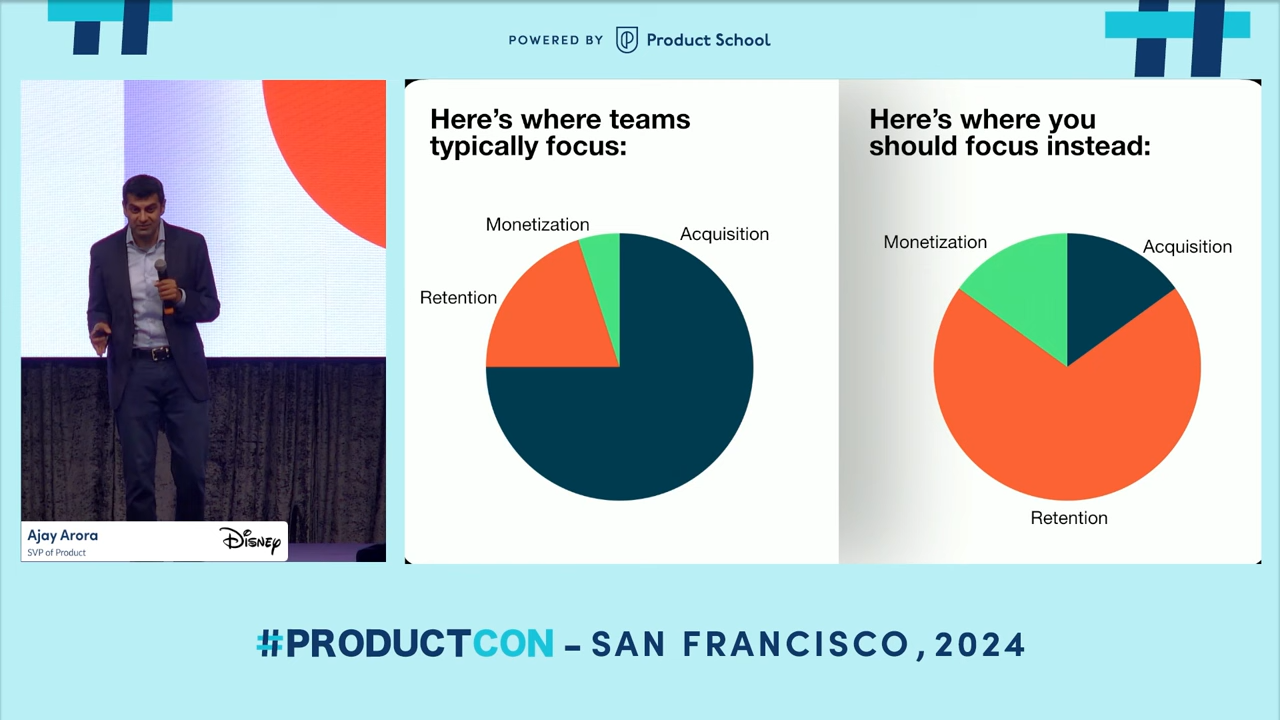 POWERED BY Product School
Here's where teams
typically focus:
Monetization
Acquisition
Retention
Here's where you
should focus instead:
Monetization
Acquisition
Retention
Ajay Arora
SVP of Product
Disney
#PRODUCTCON – SAN FRANCISCO, 2024